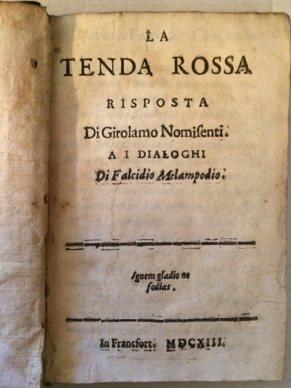 LA
TENDA ROSSA
RISPOSTA
Di Girolamo Nomisenti.
A I DIALOGHI
Di Falcidio Melampodio.
Ignem gladio ne
fodias.
In Francfort. MDCXIII.